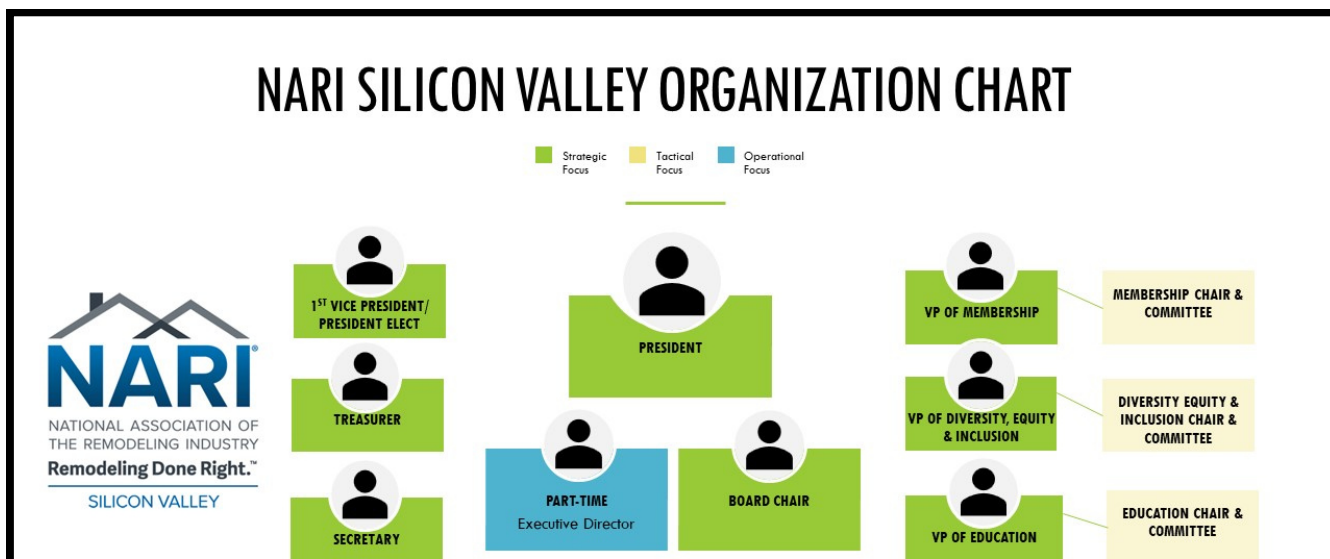 NARI SILICON VALLEY ORGANIZATION CHART
Strategic
Focus
Tactical
Focus
Operational
Focus
NARI®
NATIONAL ASSOCIATION OF
THE REMODELING INDUSTRY
Remodeling Done Right.™
SILICON VALLEY
1ST VICE PRESIDENT/
PRESIDENT ELECT
TREASURER
SECRETARY
PRESIDENT
PART-TIME
Executive Director
BOARD CHAIR
VP OF MEMBERSHIP
MEMBERSHIP CHAIR &
COMMITTEE
VP OF DIVERSITY, EQUITY
& INCLUSION
DIVERSITY EQUITY &
INCLUSION CHAIR &
COMMITTEE
VP OF EDUCATION
EDUCATION CHAIR &
COMMITTEE